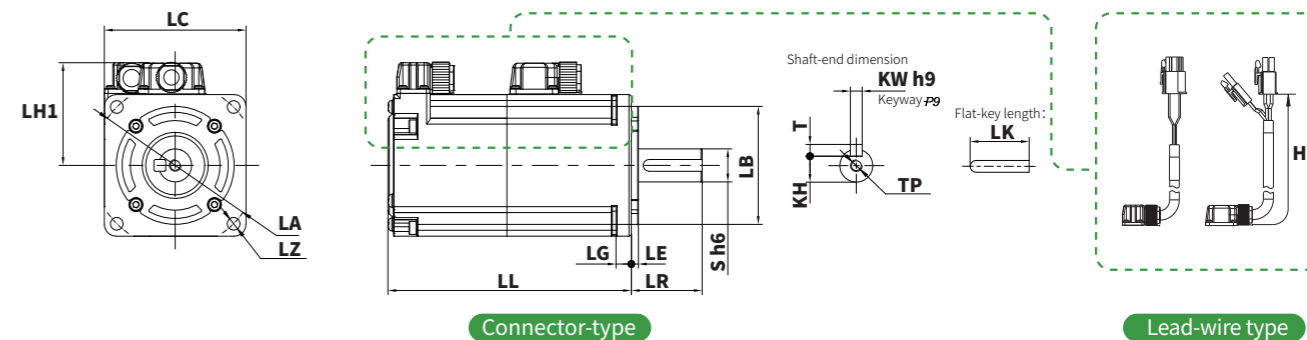 LC
LH1
LA
LZ
LB
S h6
LG
LE
LL
LR
Connector-type
Shaft-end dimension
KW h9
Keyway P9
T
KH
TP
Flat-key length:
LK
H
Lead-wire type